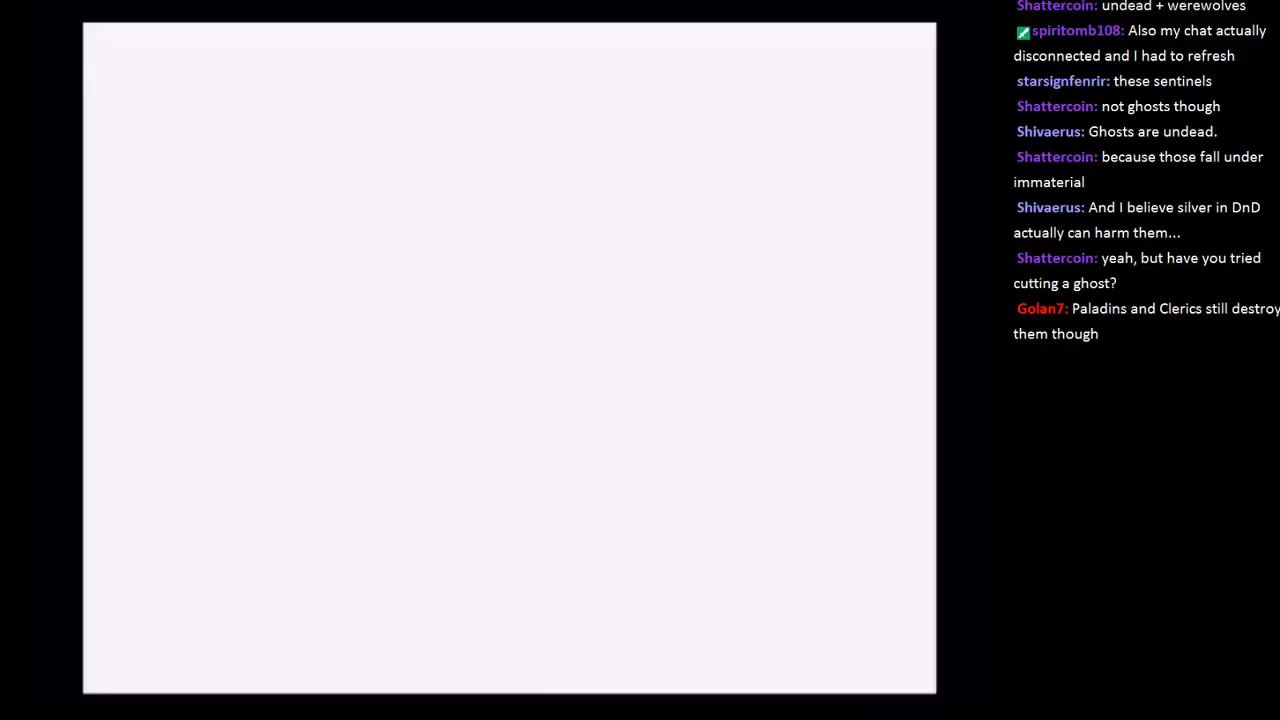 Shattercoin: undead + werewolves
spiritomb108: Also my chat actually
disconnected and I had to refresh
starsignfenrir: these sentinels
Shattercoin: not ghosts though
Shivaerus: Ghosts are undead.
Shattercoin: because those fall under
immaterial
Shivaerus: And I believe silver in DnD
actually can harm them...
Shattercoin: yeah, but have you tried
cutting a ghost?
Golan7: Paladins and Clerics still destroy
them though